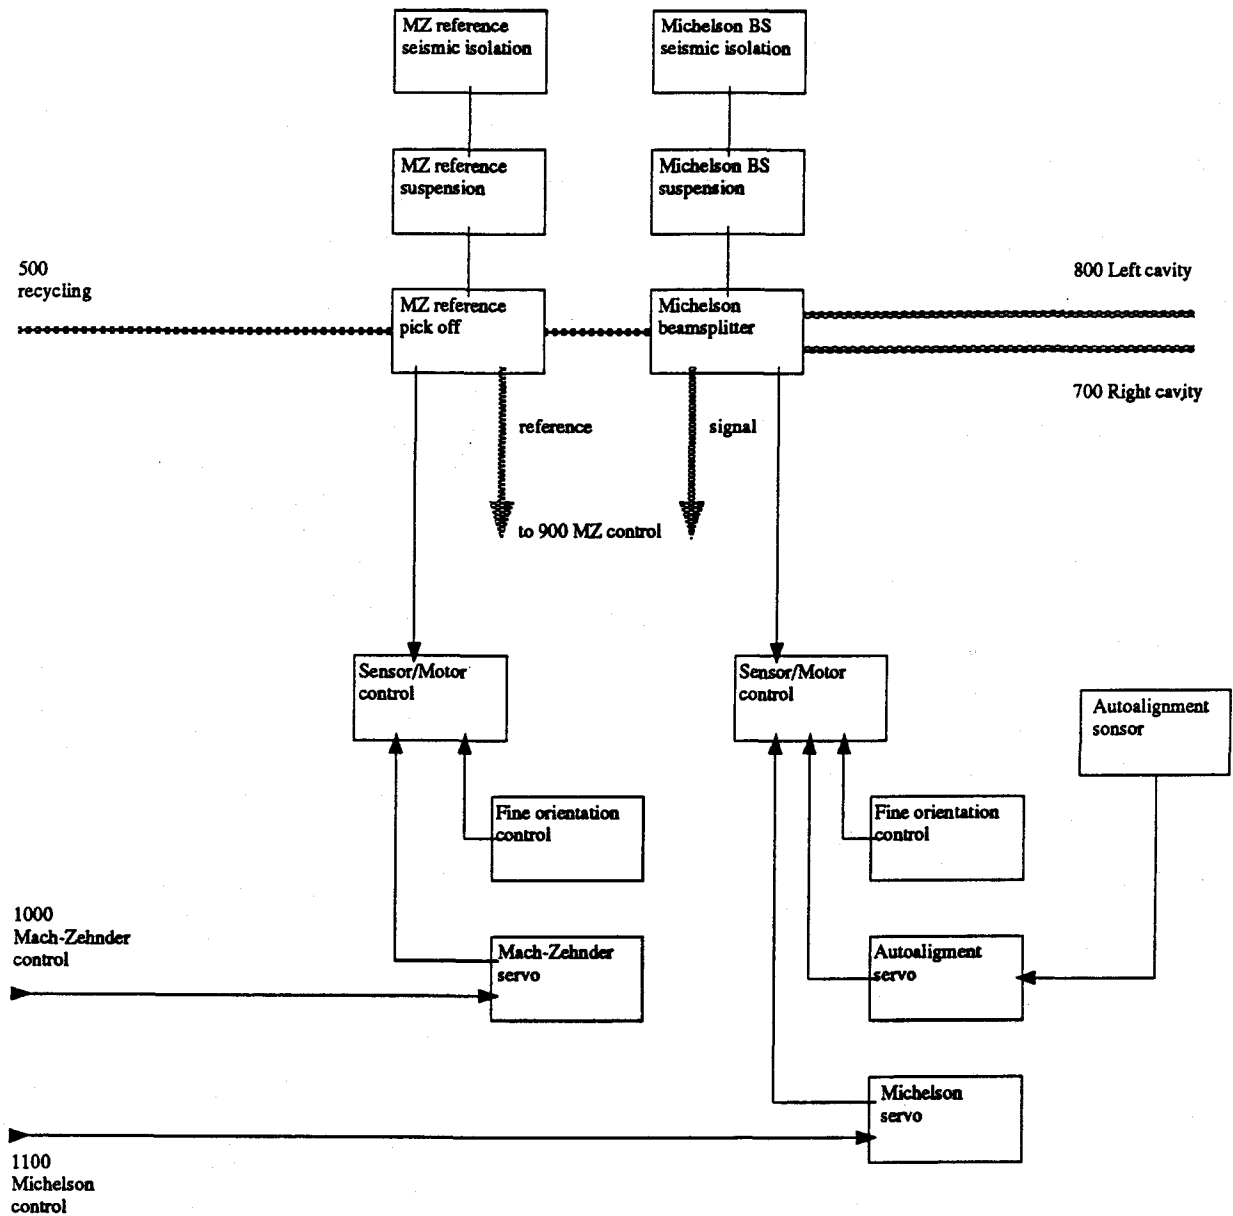 MZ reference
seismic isolation
Michelson BS
seismic isolation
MZ reference
suspension
Michelson BS
suspension
500
recycling
MZ reference
pick off
Michelson
beamsplitter
800 Left cavity
700 Right cavity
reference
signal
to 900 MZ control
Sensor/Motor
control
Sensor/Motor
control
Autoalignment
sonsor
Fine orientation
control
Fine orientation
control
1000
Mach-Zehnder
control
Mach-Zehnder
servo
Autoaligment
servo
Michelson
servo
1100
Michelson
control